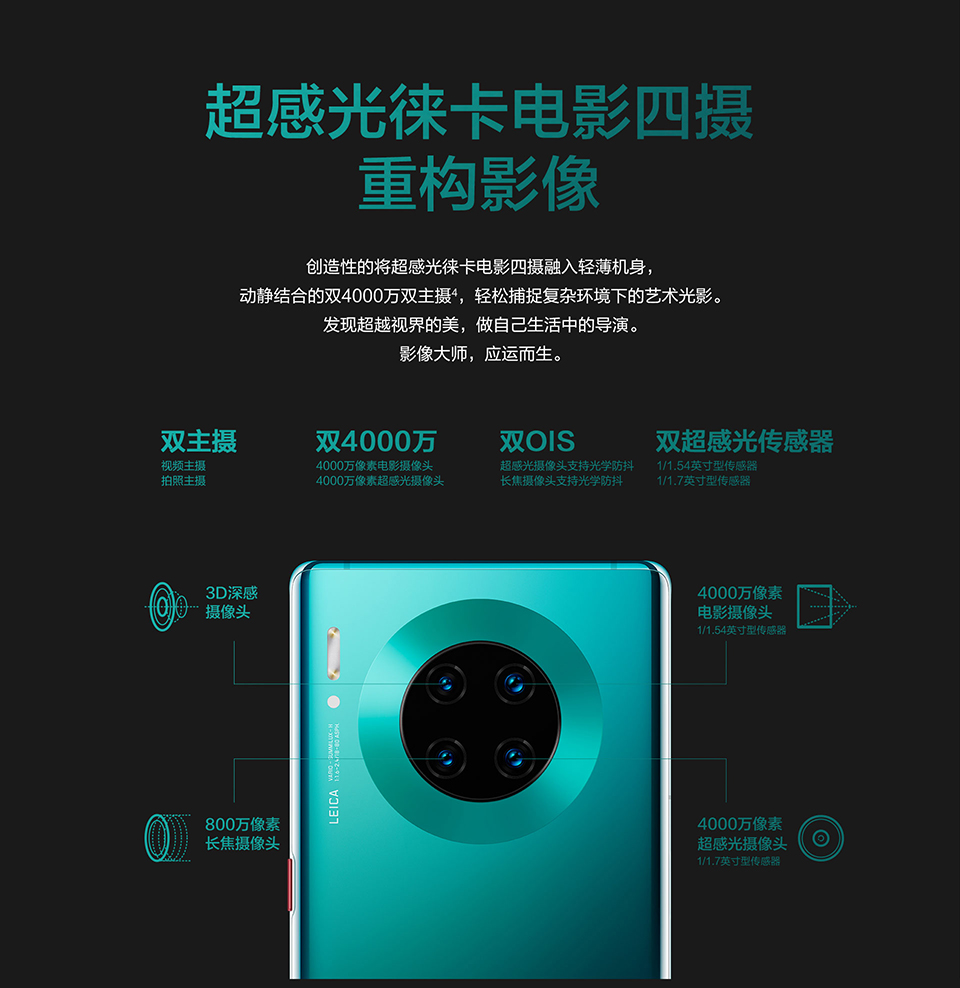 超感光徕卡电影四摄
重构影像
创造性的将超感光徕卡电影四摄融入轻薄机身，
动静结合的双4000万双主摄⁴，轻松捕捉复杂环境下的艺术光影。
发现超越视界的美，做自己生活中的导演。
影像大师，应运而生。
双主摄
视频主摄
拍照主摄
双4000万
4000万像素电影摄像头
4000万像素超感光摄像头
双OIS
超感光摄像头支持光学防抖
长焦摄像头支持光学防抖
双超感光传感器
1/1.54英寸型传感器
1/1.7英寸型传感器
3D深感
摄像头
4000万像素
电影摄像头
1/1.54英寸型传感器
LEICA
VARIO-SUMMILUX-H
1:1.6-2.4/18-80 ASPH.
800万像素
长焦摄像头
4000万像素
超感光摄像头
1/1.7英寸型传感器